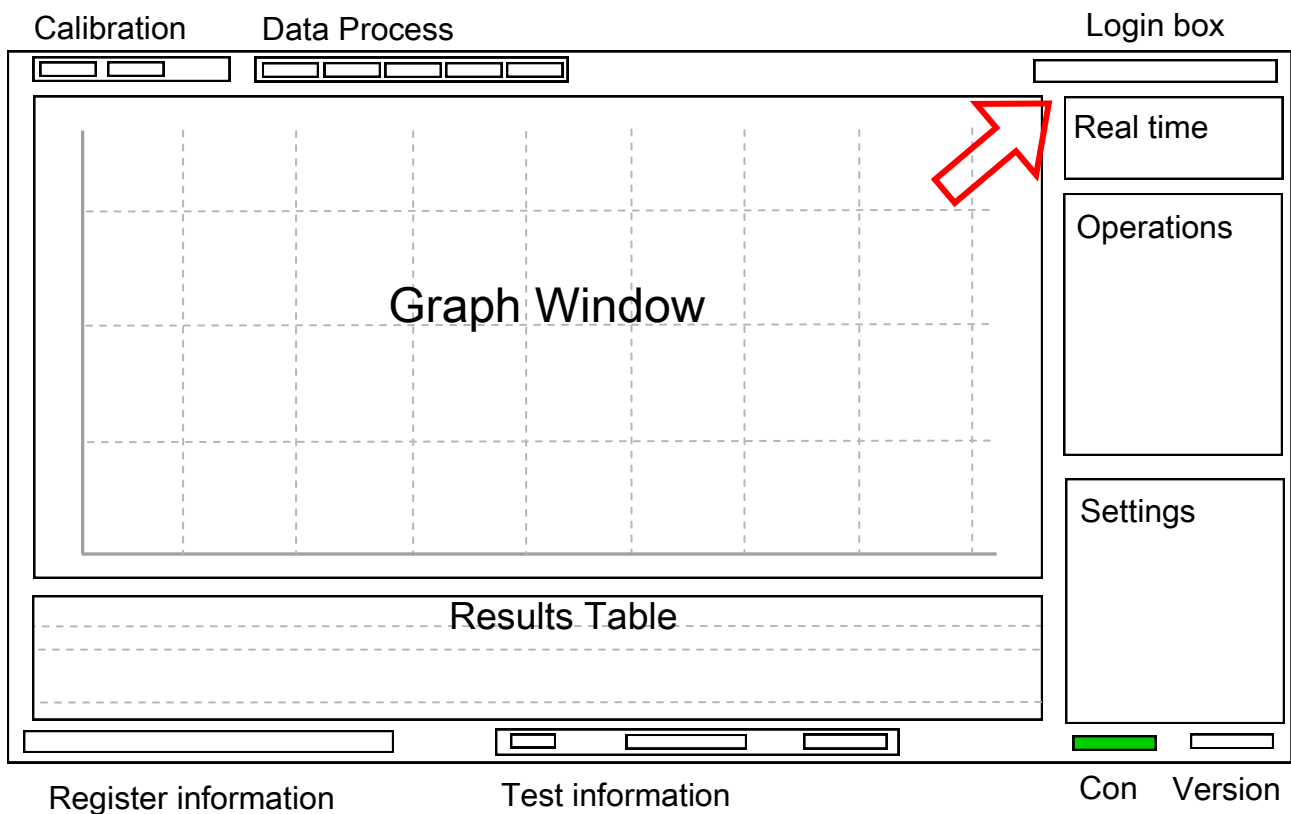 Calibration
Data Process
Login box
Real time
Operations
Graph Window
Settings
Results Table
Register information
Test information
Con
Version